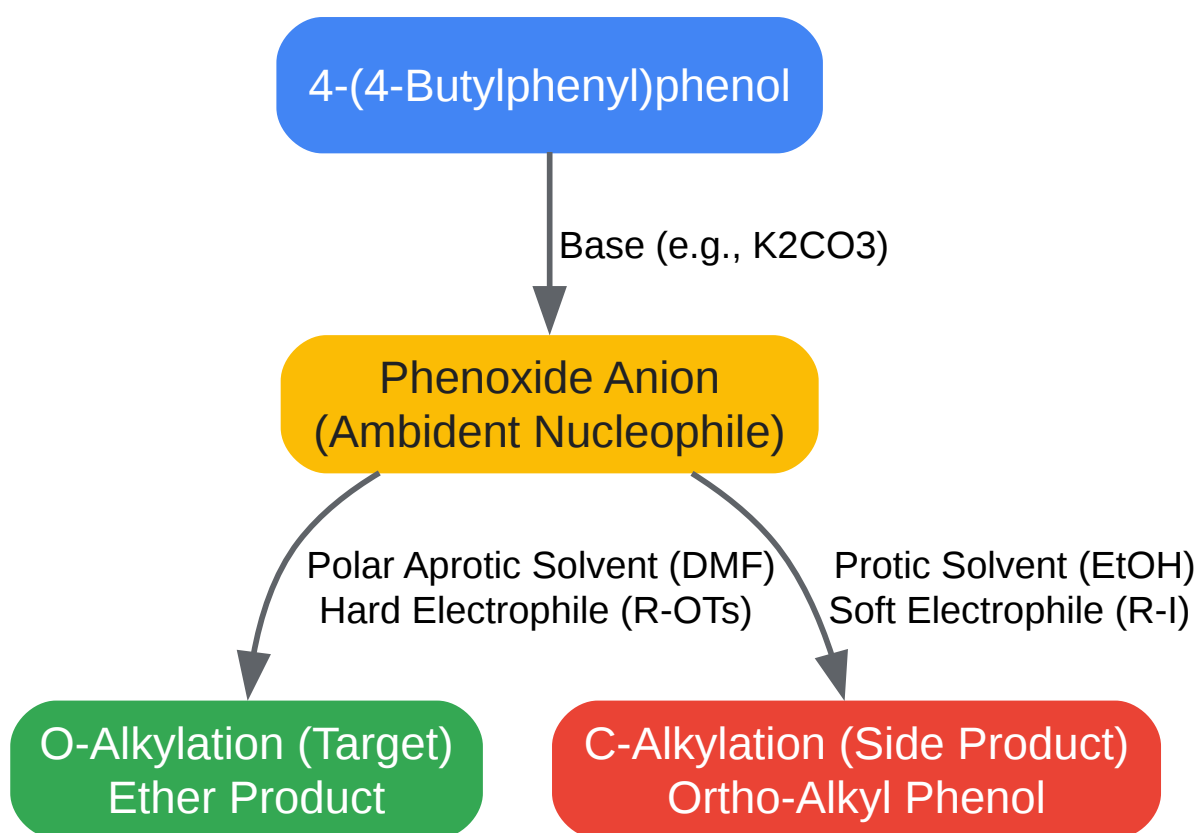 4-(4-Butylphenyl)phenol
Base (e.g., K2CO3)
Phenoxide Anion
(Ambident Nucleophile)
Polar Aprotic Solvent (DMF)
Hard Electrophile (R-OTs)
Protic Solvent (EtOH)
Soft Electrophile (R-I)
O-Alkylation (Target)
Ether Product
C-Alkylation (Side Product)
Ortho-Alkyl Phenol